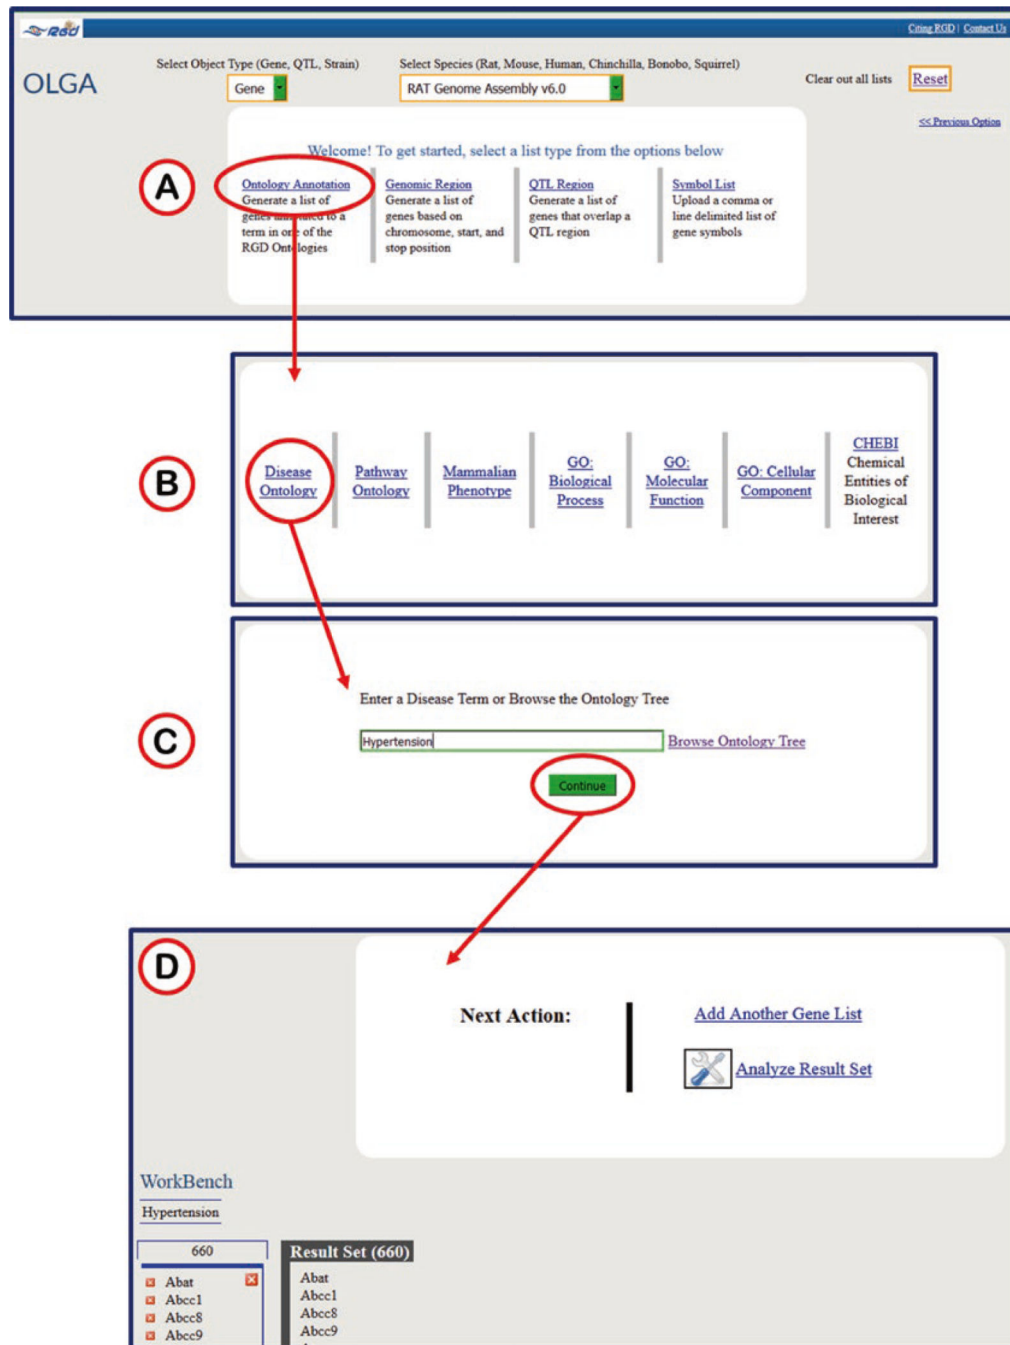 RGD
Citing RGD | Contact Us
OLGA
Select Object Type (Gene, QTL, Strain)
Select Species (Rat, Mouse, Human, Chinchilla, Bonobo, Squirrel)
Gene
RAT Genome Assembly v6.0
Clear out all lists
Reset
<< Previous Option
Welcome! To get started, select a list type from the options below
A
Ontology Annotation
Generate a list of
genes annotated to a
term in one of the
RGD Ontologies
Genomic Region
Generate a list of
genes based on
chromosome, start, and
stop position
QTL Region
Generate a list of
genes that overlap a
QTL region
Symbol List
Upload a comma or
line delimited list of
gene symbols
B
Disease
Ontology
Pathway
Ontology
Mammalian
Phenotype
GO:
Biological
Process
GO:
Molecular
Function
GO: Cellular
Component
CHEBI
Chemical
Entities of
Biological
Interest
C
Enter a Disease Term or Browse the Ontology Tree
Hypertension
Browse Ontology Tree
Continue
D
Next Action:
Add Another Gene List
Analyze Result Set
WorkBench
Hypertension
660
Abat
Abcc1
Abcc8
Abcc9
Result Set (660)
Abat
Abcc1
Abcc8
Abcc9